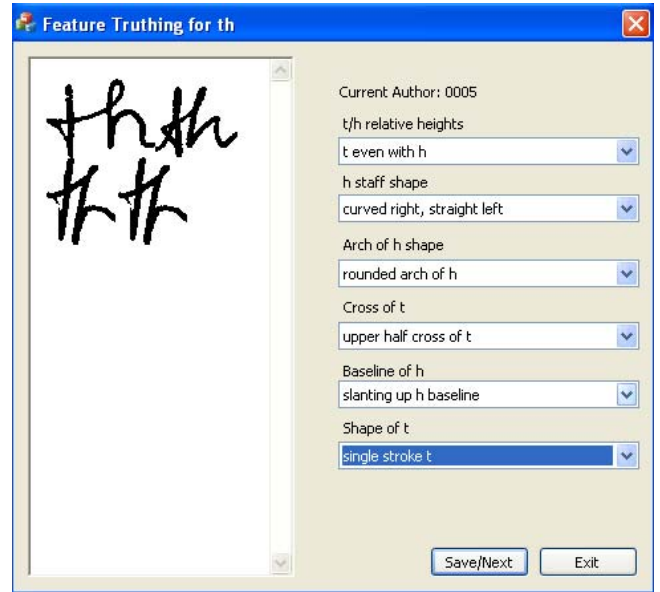 Feature Truthing for th
thth
thth
Current Author: 0005
t/h relative heights
t even with h
h staff shape
curved right, straight left
Arch of h shape
rounded arch of h
Cross of t
upper half cross of t
Baseline of h
slanting up h baseline
Shape of t
single stroke t
Save/Next
Exit